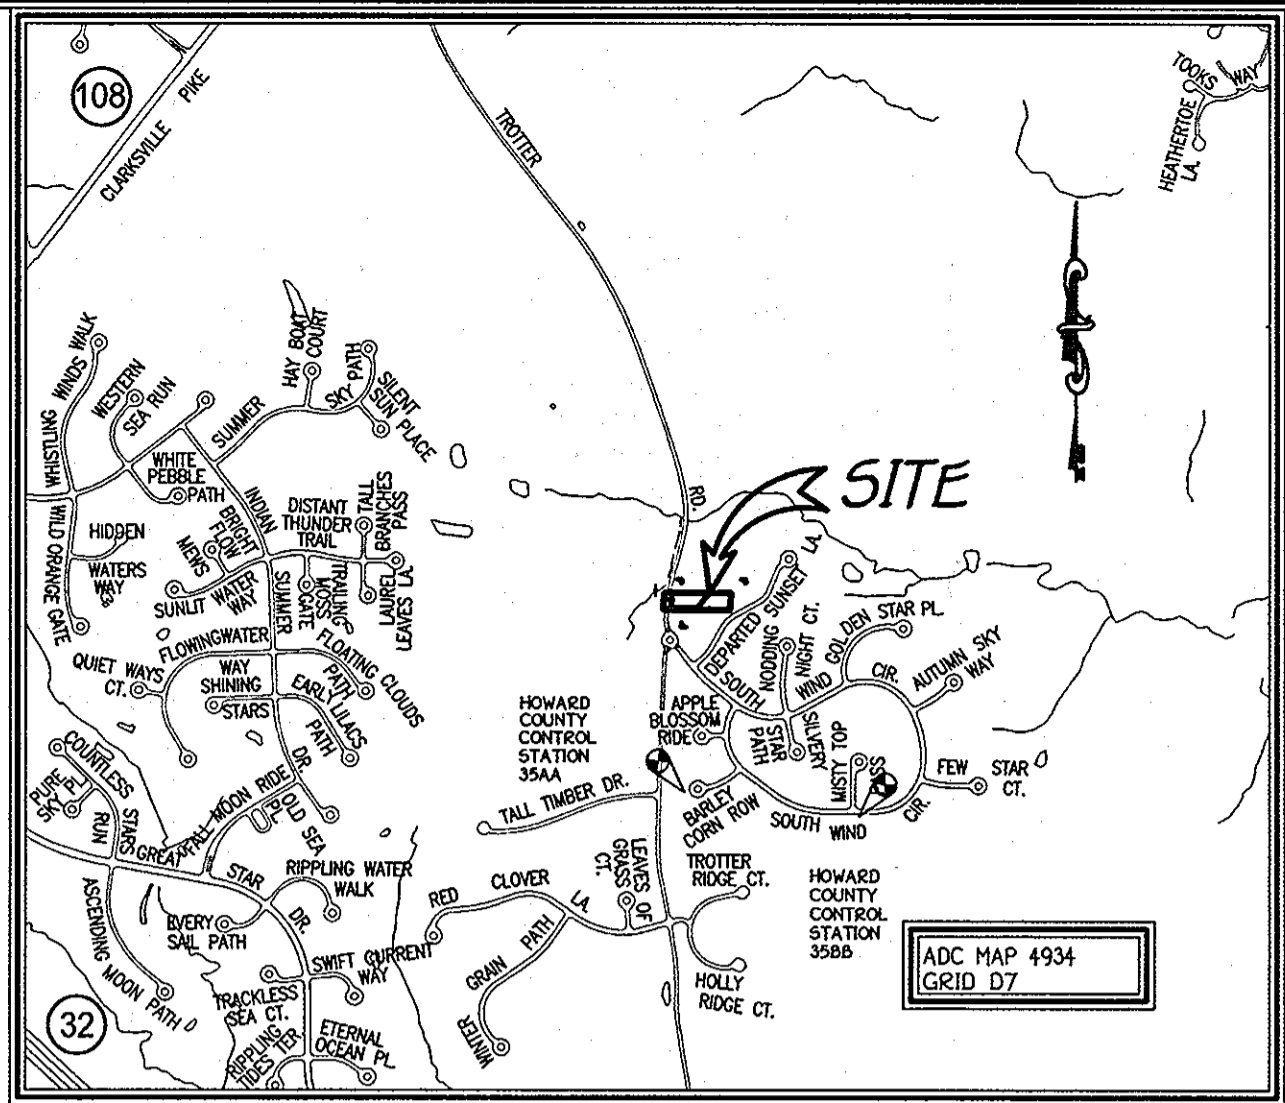 108
CLARKSVILLE PIKE
TROTTER
RD.
TOOKS WAY
HEATHERTOE
LA.
WHISTLING WINDS WALK
WESTERN
SEA RUN
HAY BOAT
COURT
SKY PATH
SILENT
SUN PLACE
SUMMER
WHITE
PEBBLE
PATH
INDIAN
SUMMER
DR
WILD ORANGE GATE
HIDDEN
WATERS
WAY
BRIGHT
FLOW
MEWS
SUNLIT WATER
WAY
DISTANT
THUNDER
TRAIL
TALL
BRANCHES
PASS
TRAILING
MOSS
GATE
LAUREL
LEAVES LA.
SITE
FLOWINGWATER
WAY
QUIET WAYS
CT.
SHINING
STARS
FLOATING CLOUDS
PATH
EARLY LILACS
PATH
DEPARTED SUNSET LA.
NODDING
NIGHT CT.
GOLDEN STAR PL.
AUTUMN SKY
WAY
SOUTH WIND CIR.
APPLE
BLOSSOM
RIDE
SILVERY
STAR
PATH
MISTY TOP
FEW STAR
CT.
BARLEY
CORN ROW
SOUTH WIND CIR.
HOWARD
COUNTY
CONTROL
STATION
35AA
TALL TIMBER DR.
COUNTLESS STARS
RUN
PURE
SKY PL
FALL MOON RIDE
OLD SEA
PL.
GREAT STAR DR.
RIPPLING WATER
WALK
EVERY
SAIL PATH
ASCENDING MOON PATH
SWIFT CURRENT
WAY
TRACKLESS
SEA CT.
RIPPLING
TIDES TER
ETERNAL
OCEAN PL.
RED CLOVER LA.
LEAVES OF
GRASS
CT.
TROTTER
RIDGE CT.
WINTER GRAIN PATH
HOLLY
RIDGE CT.
HOWARD
COUNTY
CONTROL
STATION
35BB
ADC MAP 4934
GRID D7
32